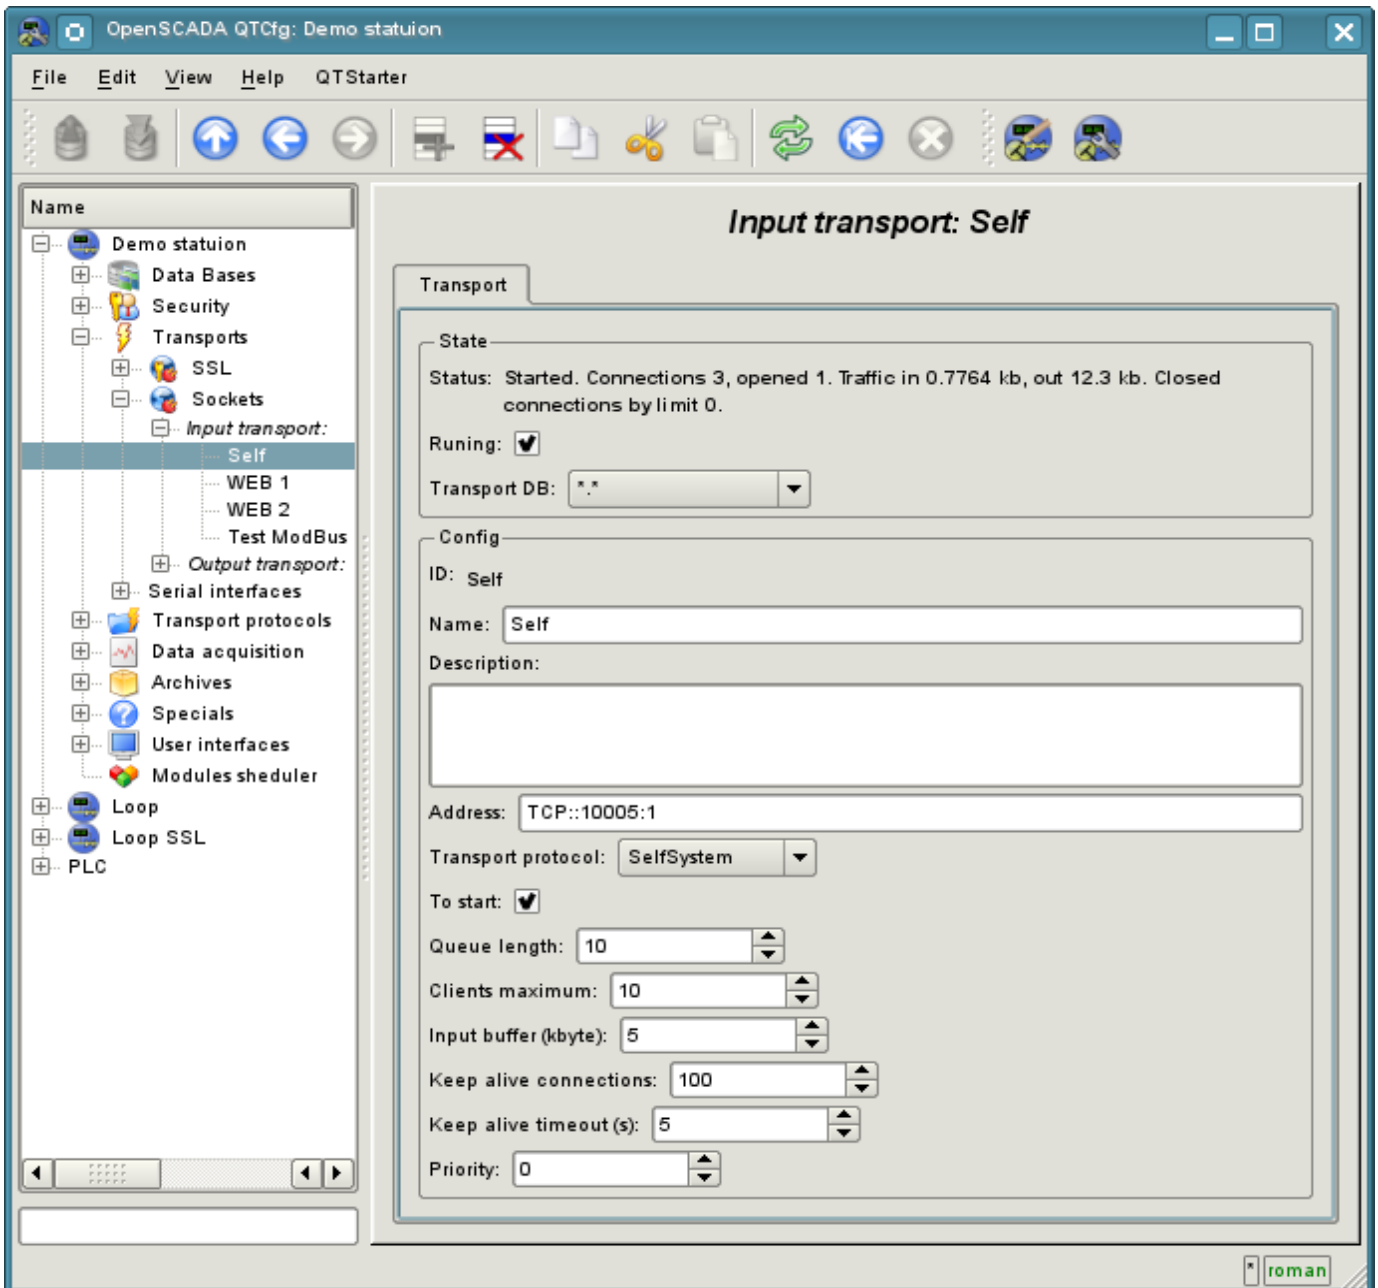 OpenSCADA QTCfg: Demo statuion
File Edit View Help QTStarter
Name
Demo statuion
Data Bases
Security
Transports
SSL
Sockets
Input transport:
Self
WEB 1
WEB 2
Test ModBus
Output transport:
Serial interfaces
Transport protocols
Data acquisition
Archives
Specials
User interfaces
Modules sheduler
Loop
Loop SSL
PLC
Input transport: Self
Transport
State
Status: Started. Connections 3, opened 1. Traffic in 0.7764 kb, out 12.3 kb. Closed
connections by limit 0.
Runing:
Transport DB: *.*
Config
ID: Self
Name: Self
Description:
Address: TCP::10005:1
Transport protocol: SelfSystem
To start:
Queue length: 10
Clients maximum: 10
Input buffer (kbyte): 5
Keep alive connections: 100
Keep alive timeout (s): 5
Priority: 0
* roman